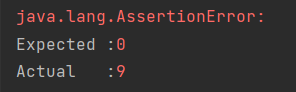 java.lang.AssertionError:
Expected :0
Actual   :9